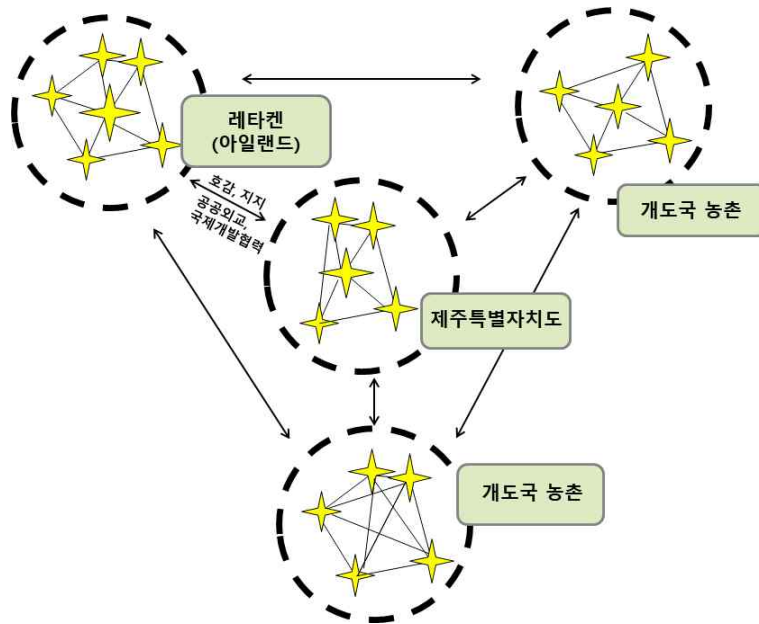 레타켄
(아일랜드)
호감, 지지
공공외교,
국제개발협력
개도국 농촌
제주특별자치도
개도국 농촌